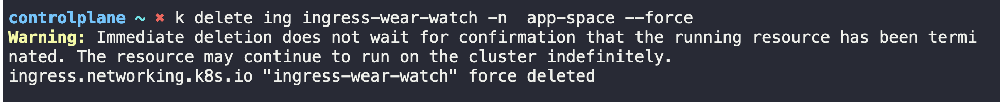 controlplane ~ ✖ k delete ing ingress-wear-watch -n  app-space --force
Warning: Immediate deletion does not wait for confirmation that the running resource has been termi
nated. The resource may continue to run on the cluster indefinitely.
ingress.networking.k8s.io "ingress-wear-watch" force deleted